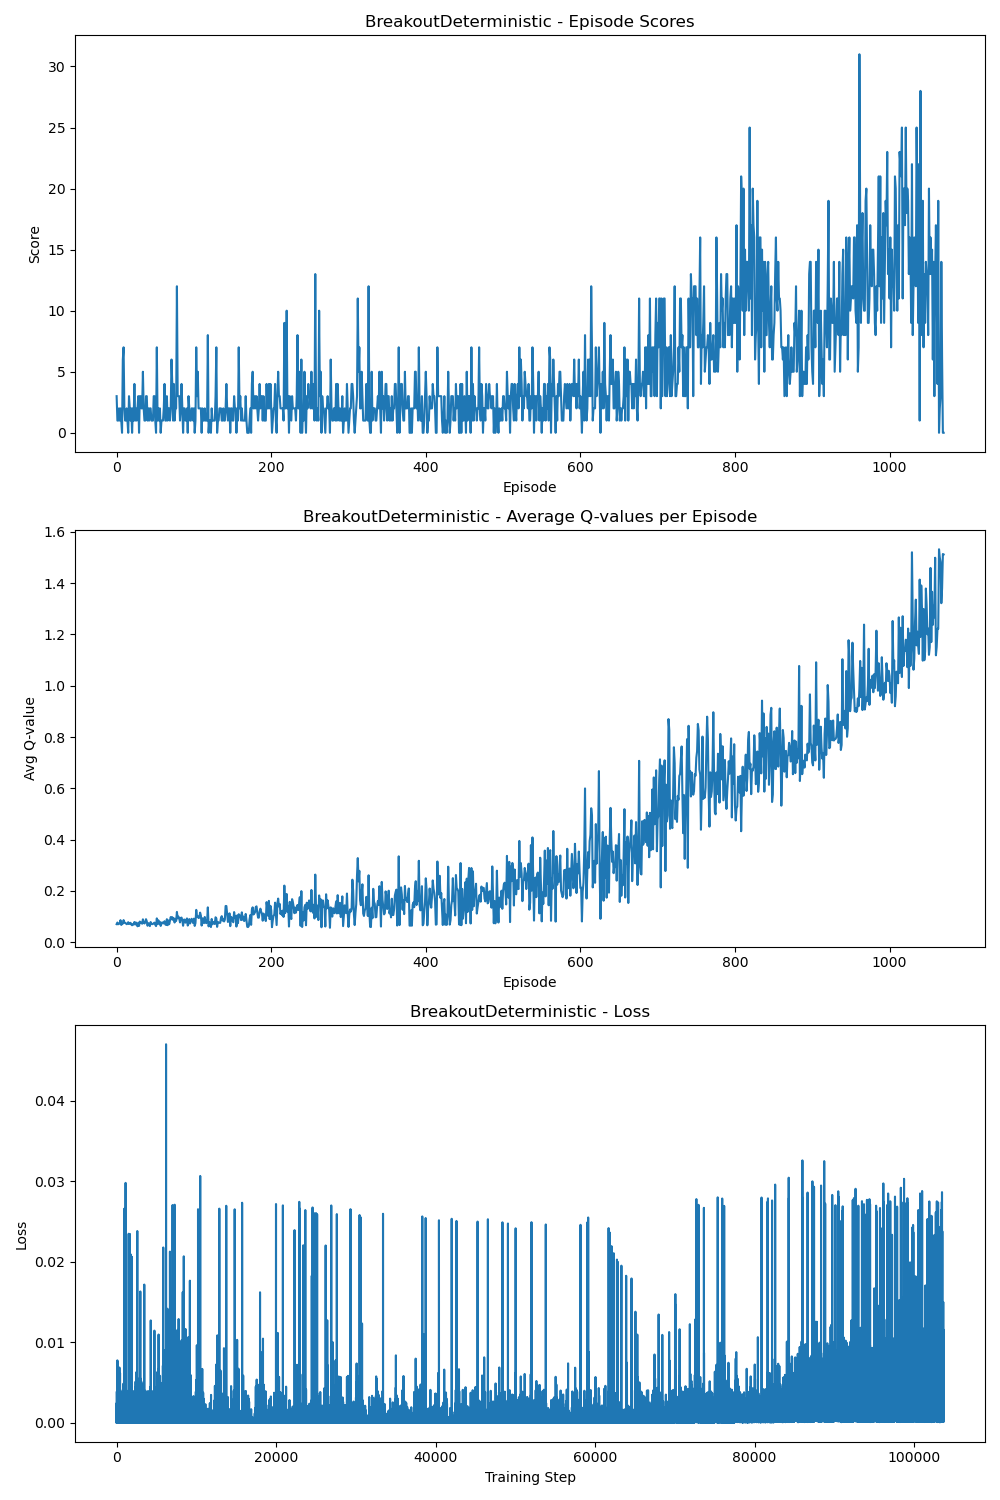 BreakoutDeterministic - Episode Scores
30
25
20
15
10
5
0
Score
0 200 400 600 800 1000
Episode
BreakoutDeterministic - Average Q-values per Episode
1.6
1.4
1.2
1.0
0.8
0.6
0.4
0.2
0.0
Avg Q-value
0 200 400 600 800 1000
Episode
BreakoutDeterministic - Loss
0.04
0.03
0.02
0.01
0.00
Loss
0 20000 40000 60000 80000 100000
Training Step